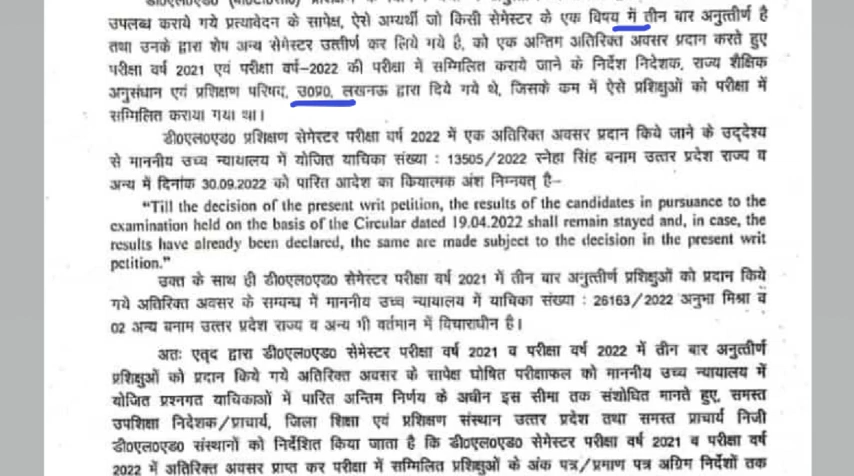 डी०एल०एड०
उपलब्ध कराये गये प्रत्यावेदन के सापेक्ष, ऐसे अभ्यर्थी जो किसी सेमेस्टर के एक विषय में तीन बार अनुत्तीर्ण है
तथा उनके द्वारा शेष अन्य सेमेस्टर उत्तीर्ण कर लिये गये है, को एक अन्तिम अतिरिक्त अवसर प्रदान करते हुए
परीक्षा वर्ष 2021 एवं परीक्षा वर्ष-2022 की परीक्षा में सम्मिलित कराये जाने के निर्देश निदेशक, राज्य शैक्षिक
अनुसंधान एवं प्रशिक्षण परिषद, उ०प्र०, लखनऊ द्वारा दिये गये थे, जिसके कम में ऐसे प्रशिक्षुओं को परीक्षा में
सम्मिलित कराया गया था।
डी०एल०एड० प्रशिक्षण सेमेस्टर परीक्षा वर्ष 2022 में एक अतिरिक्त अवसर प्रदान किये जाने के उद्देश्य
से माननीय उच्च न्यायालय में योजित याचिका संख्या : 13505/2022 स्नेहा सिंह बनाम उत्तर प्रदेश राज्य व
अन्य में दिनांक 30.09.2022 को पारित आदेश का कियात्मक अंश निम्नवत् है–
“Till the decision of the present writ petition, the results of the candidates in pursuance to the
examination held on the basis of the Circular dated 19.04.2022 shall remain stayed and, in case, the
results have already been declared, the same are made subject to the decision in the present writ
petition.”
उक्त के साथ ही डी०एल०एड० सेमेस्टर परीक्षा वर्ष 2021 में तीन बार अनुत्तीर्ण प्रशिक्षुओं को प्रदान किये
गये अतिरिक्त अवसर के सम्बन्ध में माननीय उच्च न्यायालय में याचिका संख्या : 26163/2022 अनुभा मिश्रा व
02 अन्य बनाम उत्तर प्रदेश राज्य व अन्य भी वर्तमान में विचाराधीन है।
अतः एतद् द्वारा डी०एल०एड० सेमेस्टर परीक्षा वर्ष 2021 व परीक्षा वर्ष 2022 में तीन बार अनुत्तीर्ण
प्रशिक्षुओं को प्रदान किये गये अतिरिक्त अवसर के सापेक्ष घोषित परीक्षाफल को माननीय उच्च न्यायालय में
योजित प्रश्नगत याचिकाओं में पारित अन्तिम निर्णय के अधीन इस सीमा तक संशोधित मानते हुए, समस्त
उपशिक्षा निदेशक/प्राचार्य, जिला शिक्षा एवं प्रशिक्षण संस्थान उत्तर प्रदेश तथा समस्त प्राचार्य निजी
डी०एल०एड० संस्थानों को निर्देशित किया जाता है कि डी०एल०एड० सेमेस्टर परीक्षा वर्ष 2021 व परीक्षा वर्ष
2022 में अतिरिक्त अवसर प्राप्त कर परीक्षा में सम्मिलित प्रशिक्षुओं के अंक पत्र/प्रमाण पत्र अग्रिम निर्देशों तक